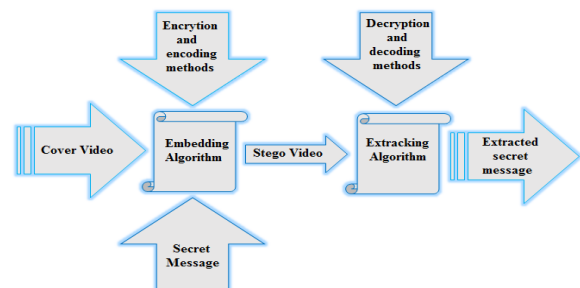 Encrytion
and
encoding
methods
Decryption
and
decoding
methods
Cover Video
Embedding
Algorithm
Stego Video
Extracking
Algorithm
Extracted
secret
message
Secret
Message